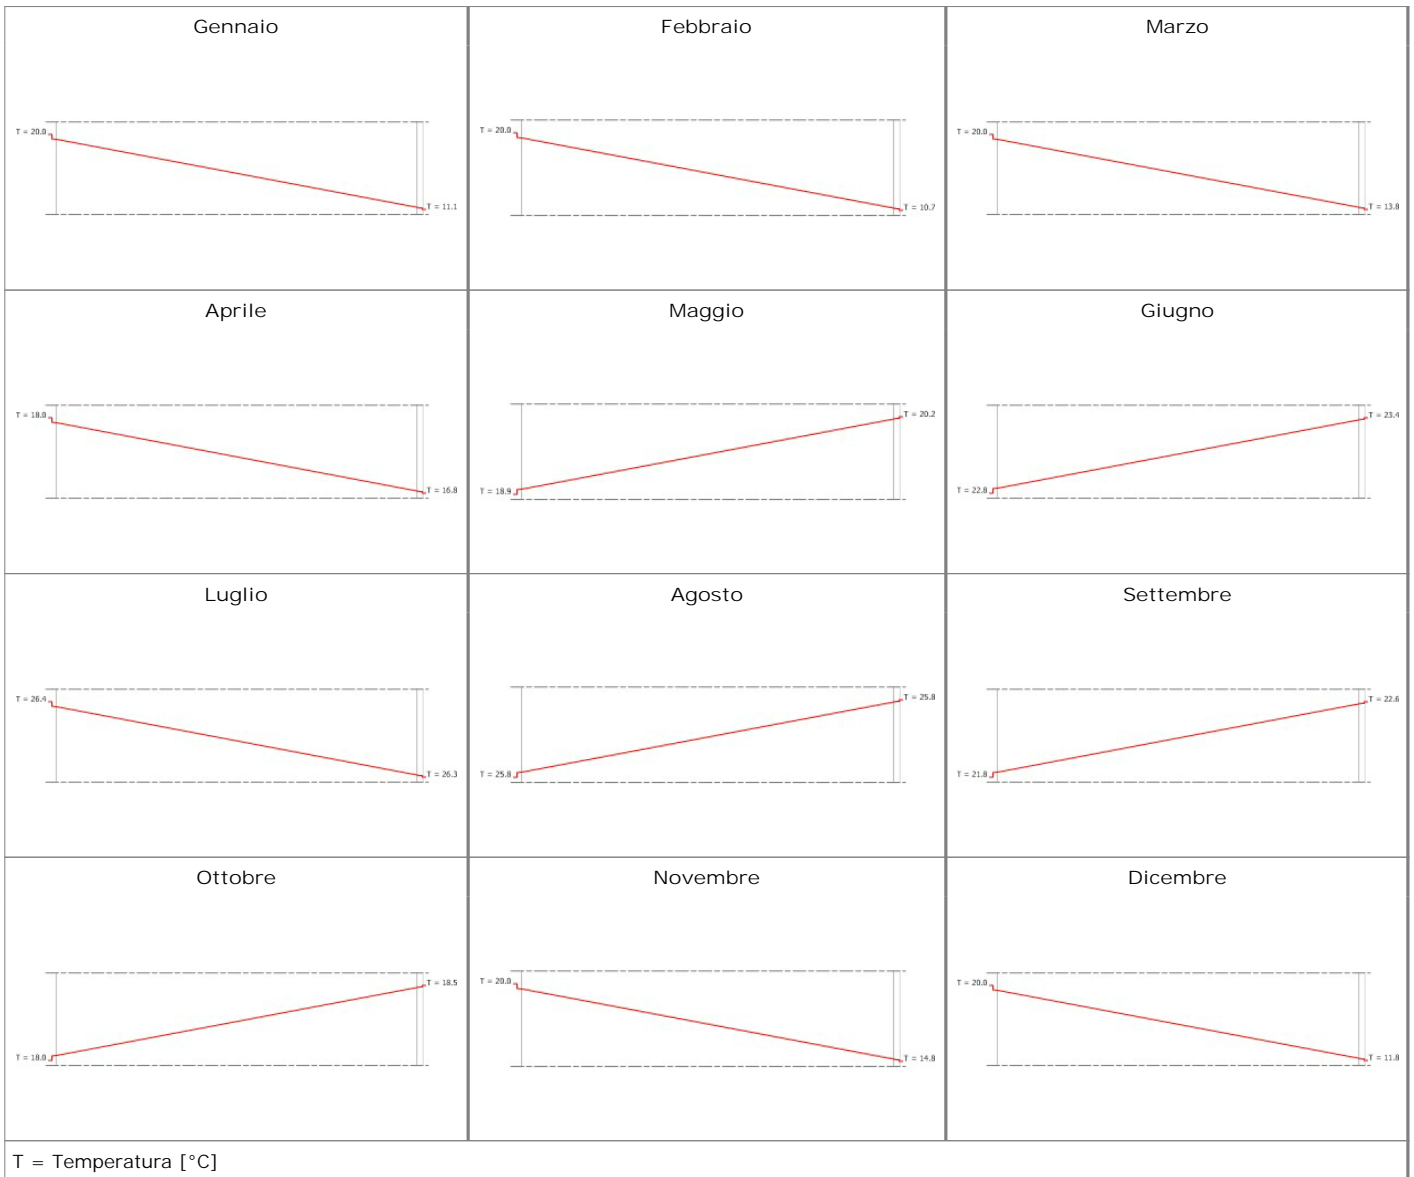 Gennaio
Febbraio
Marzo
T = 20.0
T = 11.1
T = 20.0
T = 10.7
T = 20.0
T = 13.8
Aprile
Maggio
Giugno
T = 18.0
T = 16.8
T = 18.9
T = 20.2
T = 22.8
T = 23.4
Luglio
Agosto
Settembre
T = 26.4
T = 26.3
T = 25.8
T = 25.8
T = 21.8
T = 22.6
Ottobre
Novembre
Dicembre
T = 18.0
T = 18.5
T = 20.0
T = 14.8
T = 20.0
T = 11.8
T = Temperatura [°C]